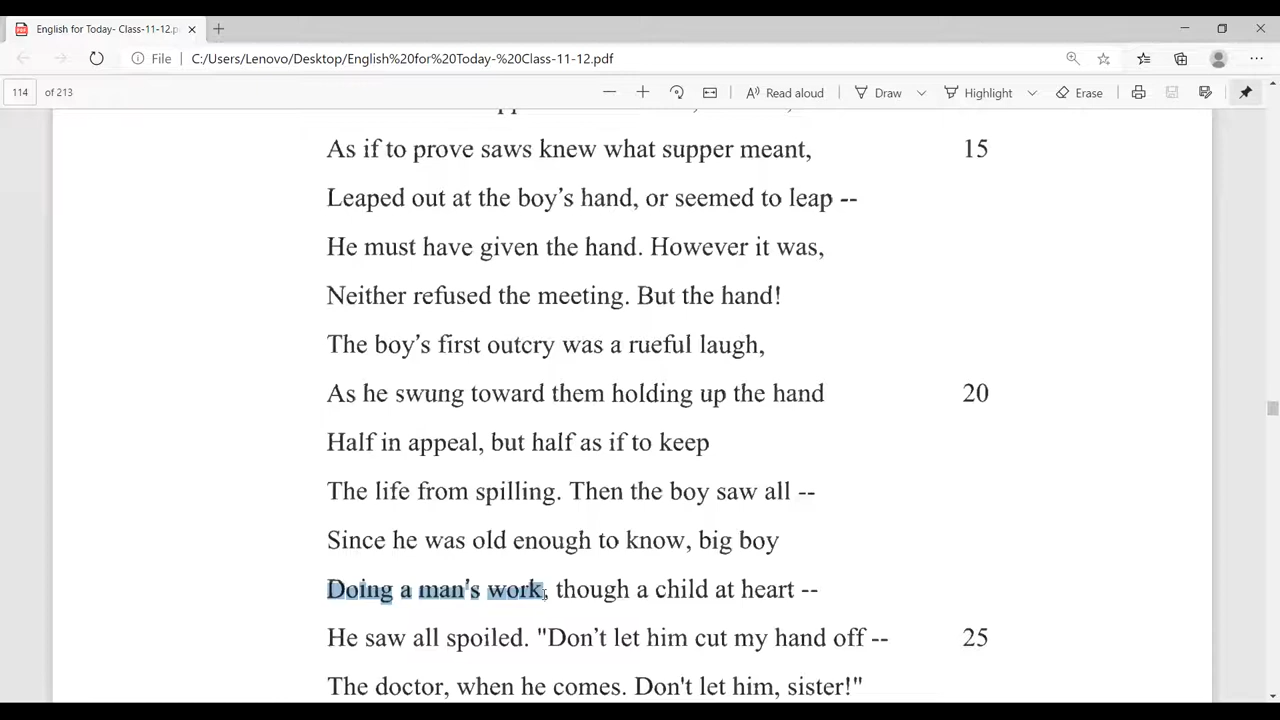 English for Today- Class-11-12.p
File C:/Users/Lenovo/Desktop/English%20for%20Today-%20Class-11-12.pdf
114 of 213 Read aloud Draw Highlight Erase
As if to prove saws knew what supper meant, 15
Leaped out at the boy’s hand, or seemed to leap --
He must have given the hand. However it was,
Neither refused the meeting. But the hand!
The boy’s first outcry was a rueful laugh,
As he swung toward them holding up the hand 20
Half in appeal, but half as if to keep
The life from spilling. Then the boy saw all --
Since he was old enough to know, big boy
Doing a man's work, though a child at heart --
He saw all spoiled. "Don’t let him cut my hand off -- 25
The doctor, when he comes. Don't let him, sister!"